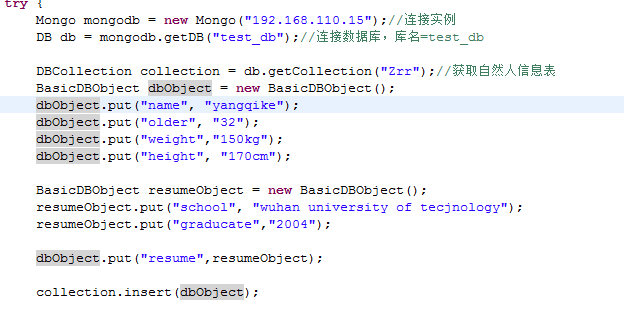 try {
Mongo mongodb = new Mongo("192.168.110.15");//连接实例
DB db = mongodb.getDB("test_db");//连接数据库，库名=test_db
DBCollection collection = db.getCollection("Zrr");//获取自然人信息表
BasicDBObject dbObject = new BasicDBObject();
dbObject.put("name", "yangqike");
dbObject.put("older", "32");
dbObject.put("weight","150kg");
dbObject.put("height", "170cm");
BasicDBObject resumeObject = new BasicDBObject();
resumeObject.put("school", "wuhan university of tecjnology");
resumeObject.put("graducate","2004");
dbObject.put("resume",resumeObject);
collection.insert(dbObject);